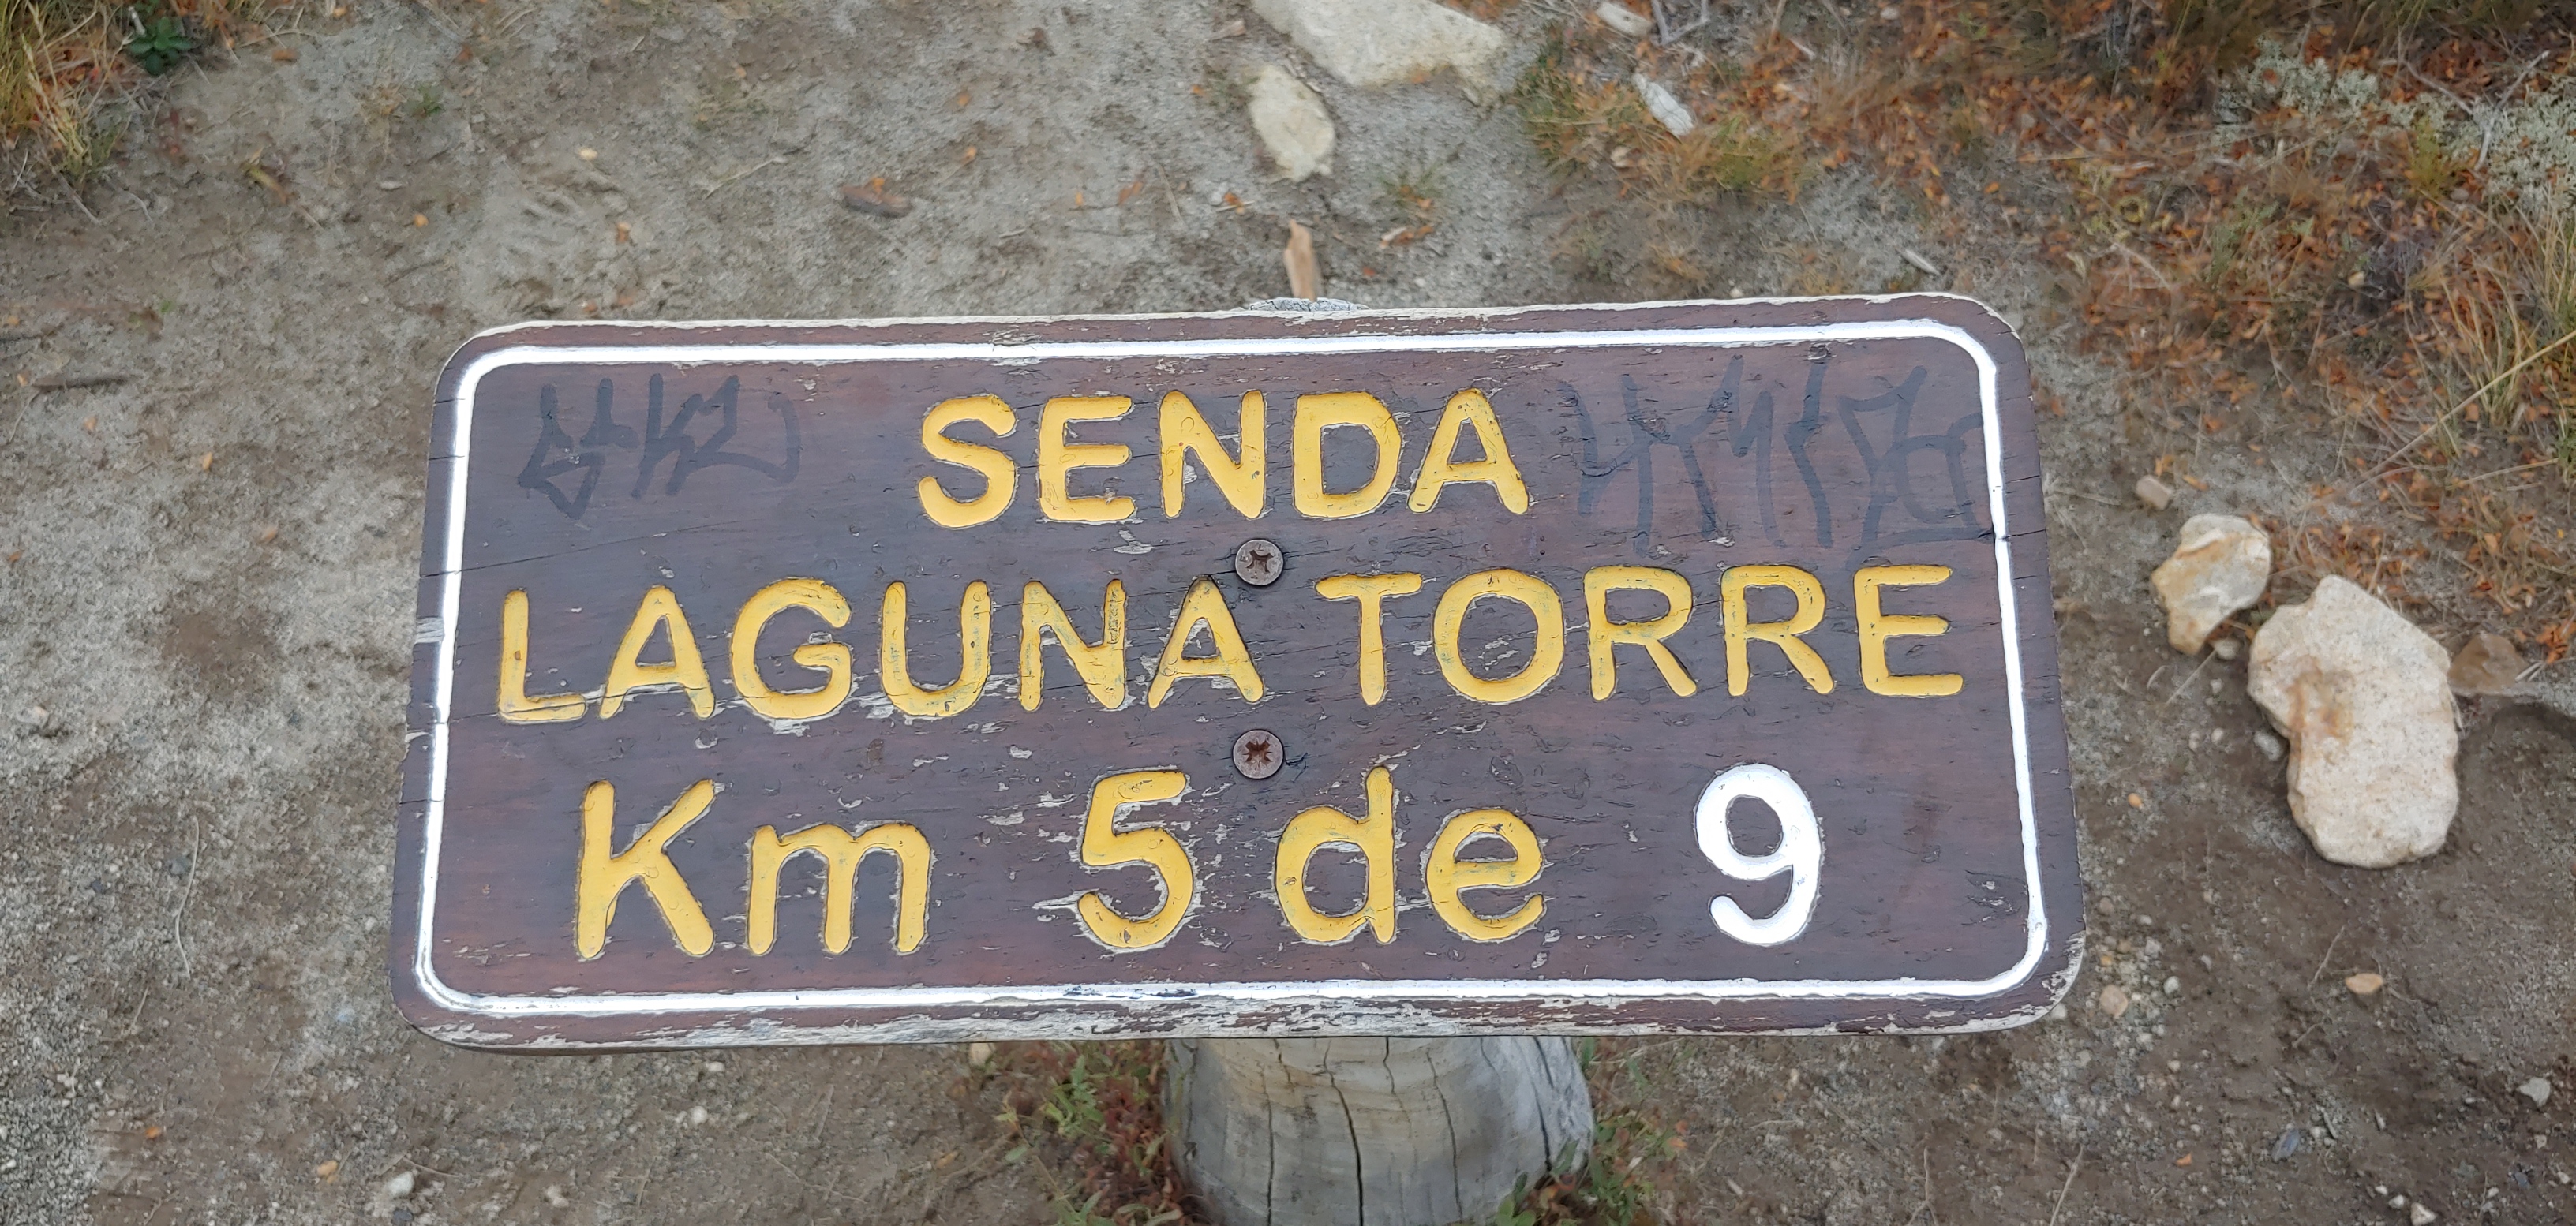 SENDA
LAGUNA TORRE
Km 5 de 9